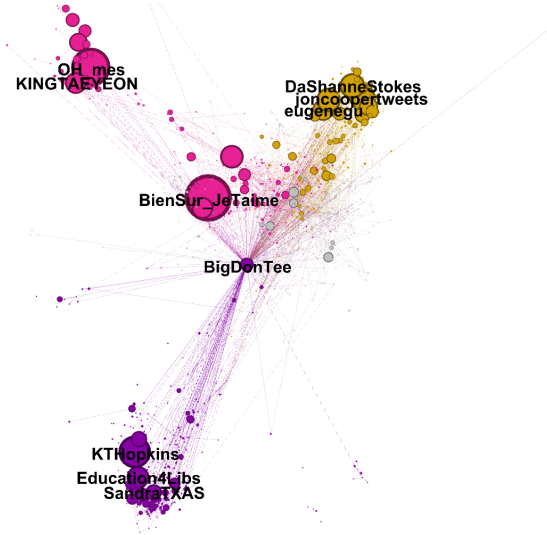 OH_mes
KINGTAEYEON
DaShanneStokes
joncoopertweets
eugenegu
BienSur_JeTaime
BigDonTee
KTHopkins
Education4Libs
SandraTXAS